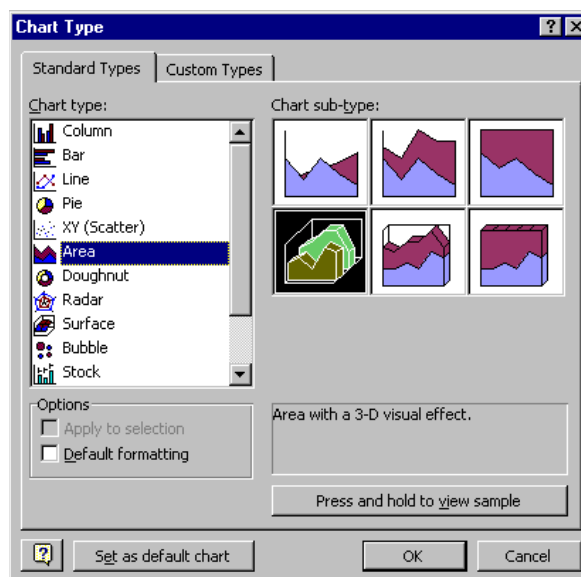 Chart Type
Standard Types
Custom Types
Chart type:
Chart sub-type:
Column
Bar
Line
Pie
XY (Scatter)
Area
Doughnut
Radar
Surface
Bubble
Stock
Options
Apply to selection
Default formatting
Area with a 3-D visual effect.
Press and hold to view sample
Set as default chart
OK
Cancel